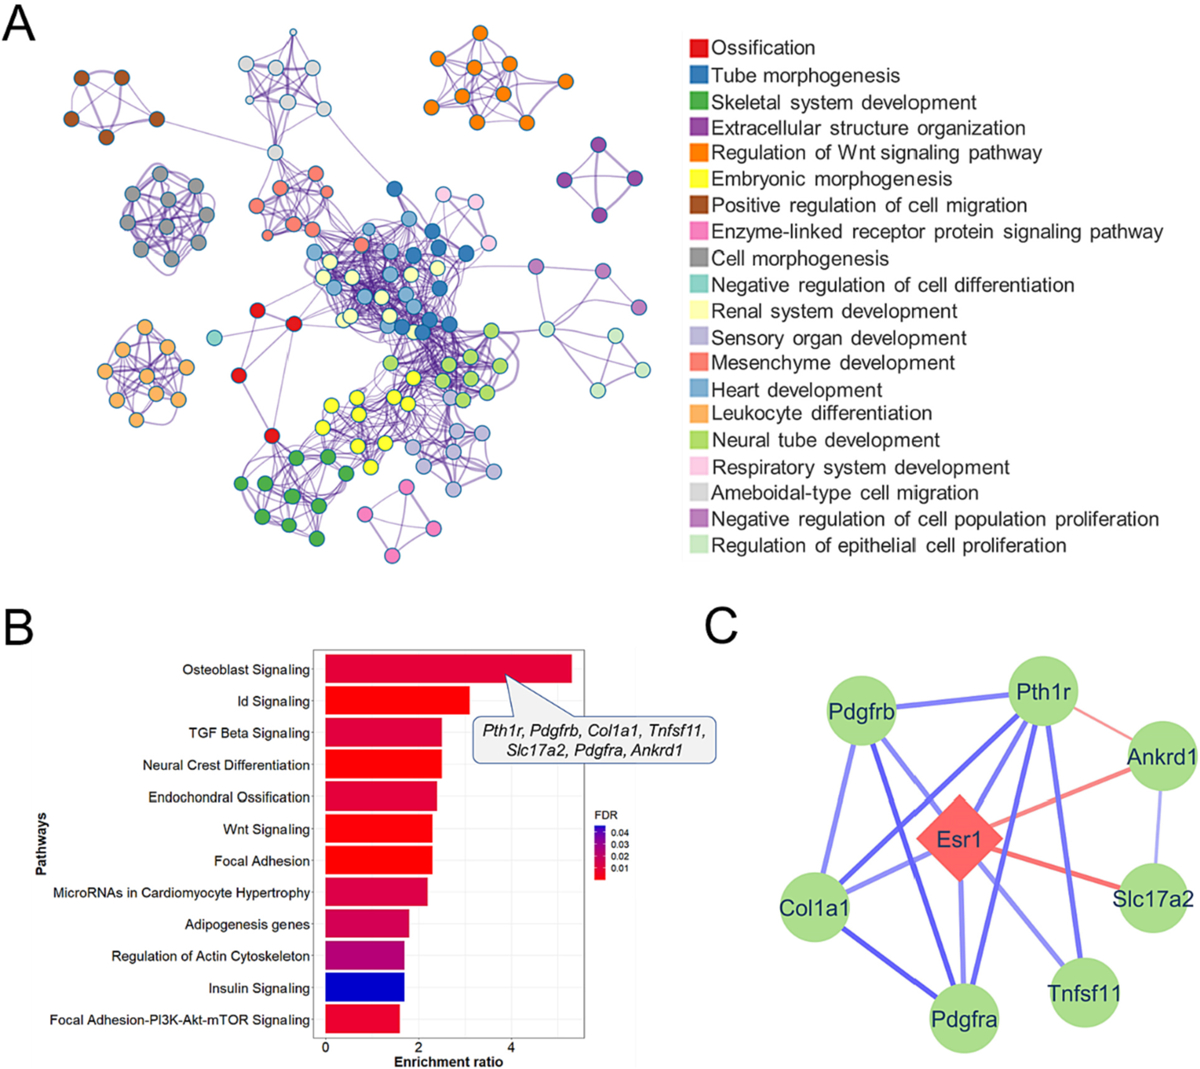 A
Ossification
Tube morphogenesis
Skeletal system development
Extracellular structure organization
Regulation of Wnt signaling pathway
Embryonic morphogenesis
Positive regulation of cell migration
Enzyme-linked receptor protein signaling pathway
Cell morphogenesis
Negative regulation of cell differentiation
Renal system development
Sensory organ development
Mesenchyme development
Heart development
Leukocyte differentiation
Neural tube development
Respiratory system development
Ameboidal-type cell migration
Negative regulation of cell population proliferation
Regulation of epithelial cell proliferation
B
Pathways
Osteoblast Signaling
Id Signaling
TGF Beta Signaling
Neural Crest Differentiation
Endochondral Ossification
Wnt Signaling
Focal Adhesion
MicroRNAs in Cardiomyocyte Hypertrophy
Adipogenesis genes
Regulation of Actin Cytoskeleton
Insulin Signaling
Focal Adhesion-PI3K-Akt-mTOR Signaling
0 2 4
Enrichment ratio
Pth1r, Pdgfrb, Col1a1, Tnfsf11,
Slc17a2, Pdgfra, Ankrd1
FDR
0.04
0.03
0.02
0.01
C
Pth1r
Pdgfrb
Ankrd1
Esr1
Slc17a2
Col1a1
Tnfsf11
Pdgfra